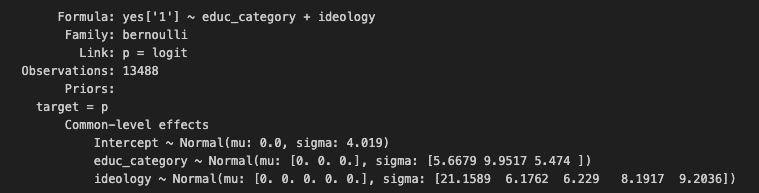 Formula: yes['1'] ~ educ_category + ideology
Family: bernoulli
Link: p = logit
Observations: 13488
Priors:
target = p
Common-level effects
Intercept ~ Normal(mu: 0.0, sigma: 4.019)
educ_category ~ Normal(mu: [0. 0. 0.], sigma: [5.6679 9.9517 5.474 ])
ideology ~ Normal(mu: [0. 0. 0. 0. 0.], sigma: [21.1589  6.1762  6.229   8.1917  9.2036])